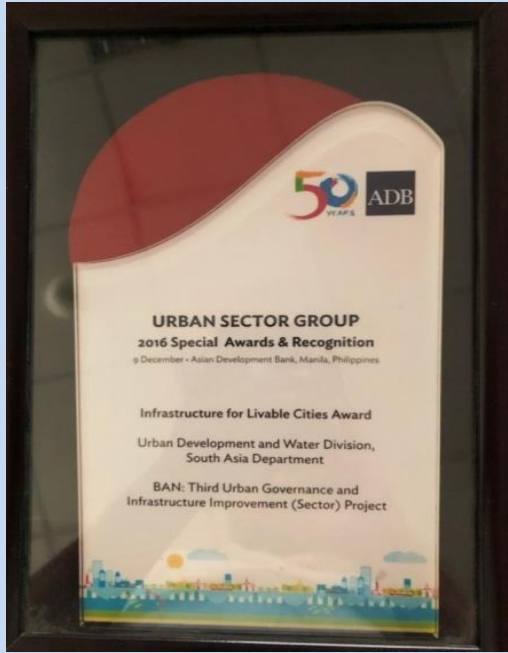 50 YEARS ADB
URBAN SECTOR GROUP
2016 Special Awards & Recognition
9 December • Asian Development Bank, Manila, Philippines
Infrastructure for Livable Cities Award
Urban Development and Water Division,
South Asia Department
BAN: Third Urban Governance and
Infrastructure Improvement (Sector) Project